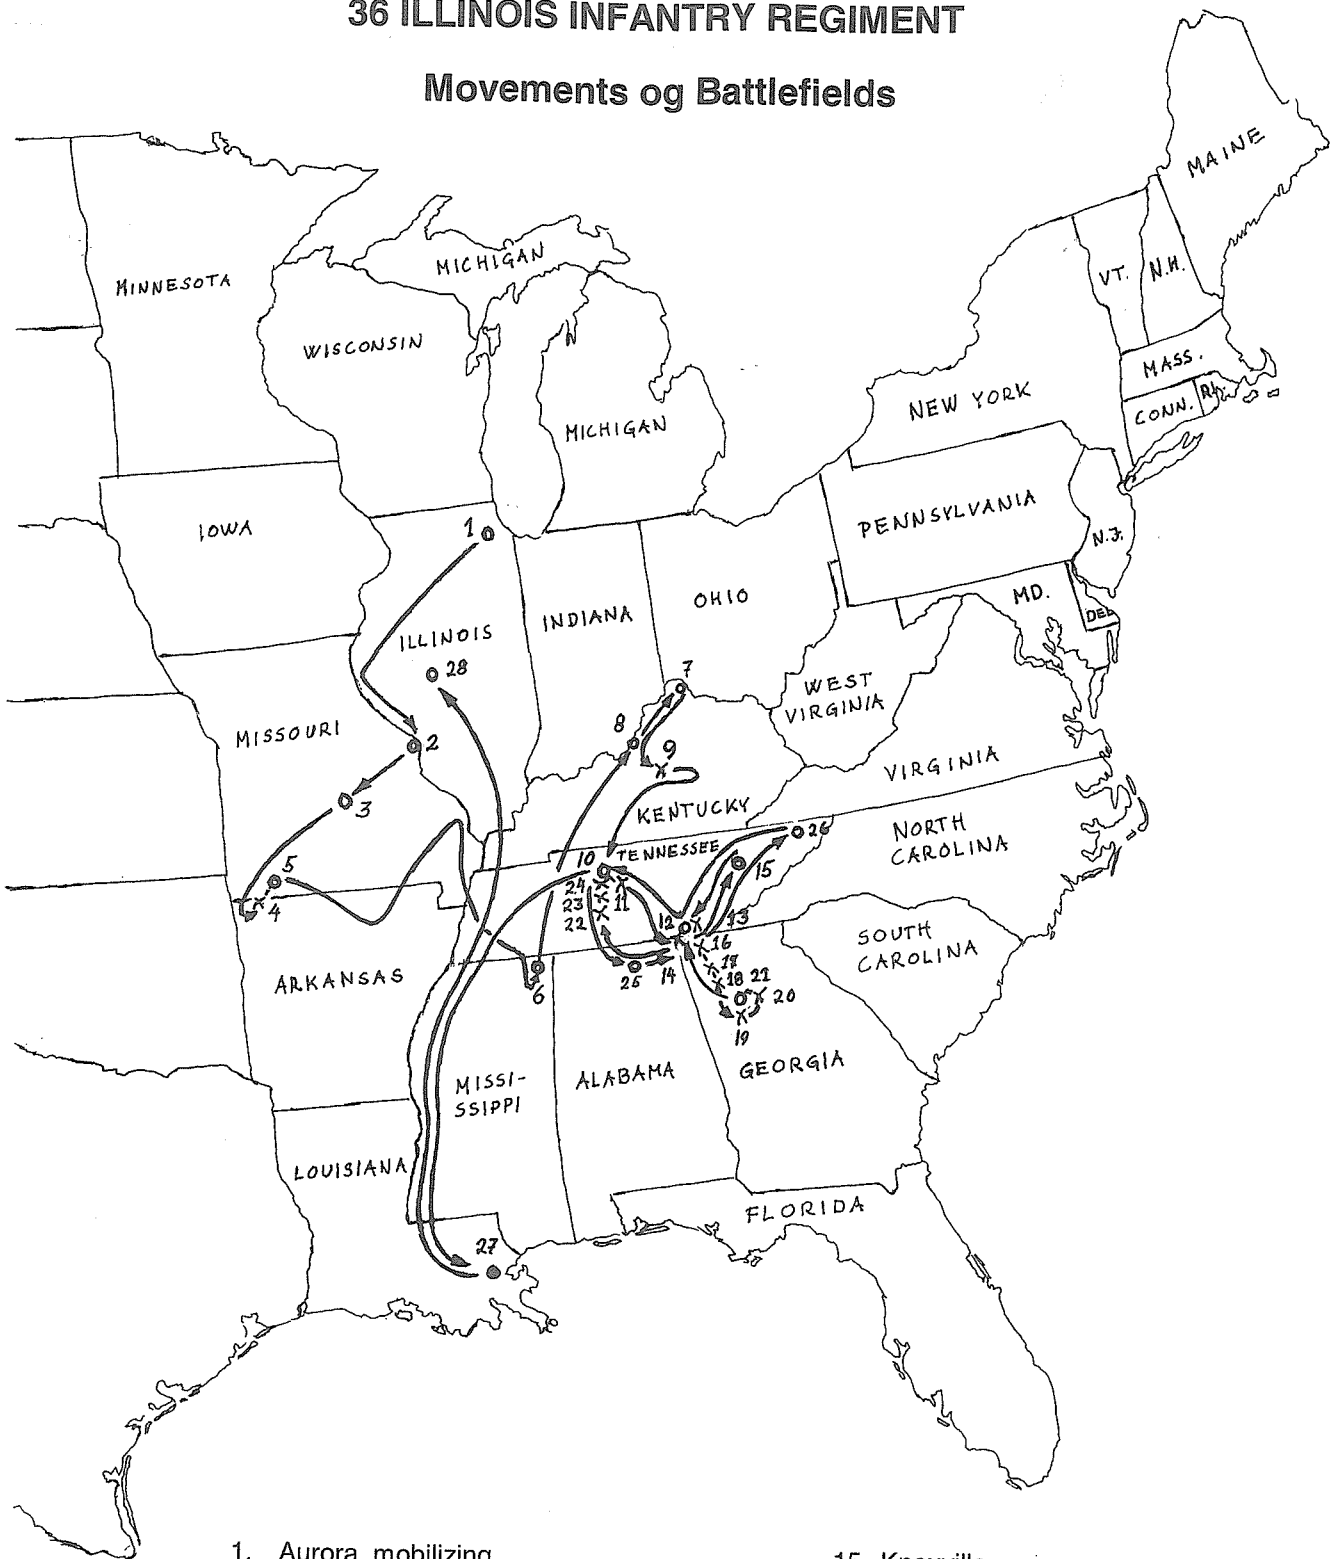 36 ILLINOIS INFANTRY REGIMENT
Movements og Battlefields
MAINE
MINNESOTA
MICHIGAN
VT.
N.H.
WISCONSIN
MASS.
NEW YORK
CONN.
R.I.
MICHIGAN
PENNSYLVANIA
IOWA
1
N.J.
OHIO
MD.
INDIANA
DEL
ILLINOIS
28
7
WEST
VIRGINIA
MISSOURI
8
2
9
VIRGINIA
3
KENTUCKY
NORTH
CAROLINA
26
10
TENNESSEE
5
15
24
4
23
11
22
12
13
SOUTH
CAROLINA
16
17
18
21
ARKANSAS
25
14
6
20
19
GEORGIA
MISSI-
SSIPPI
ALABAMA
LOUISIANA
FLORIDA
27
1. Aurora, mobilizing
15. Knoxville